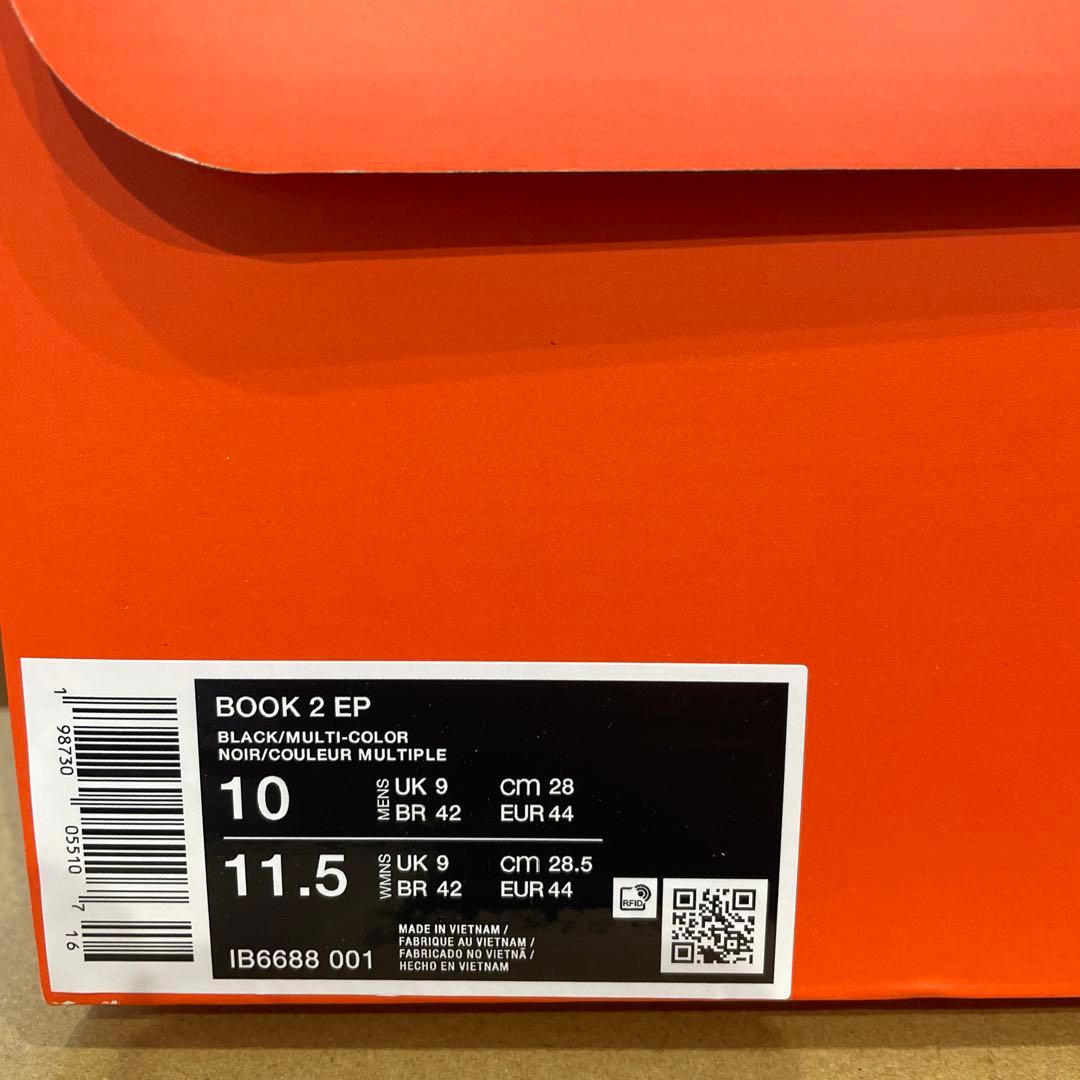 1 98730 05510 7 16
BOOK 2 EP
BLACK/MULTI-COLOR
NOIR/COULEUR MULTIPLE
10 MENS UK 9 cm 28
BR 42 EUR 44
11.5 WMNS UK 9 cm 28.5
BR 42 EUR 44
RFID
IB6688 001
MADE IN VIETNAM /
FABRIQUE AU VIETNAM /
FABRICADO NO VIETNÃ /
HECHO EN VIETNAM